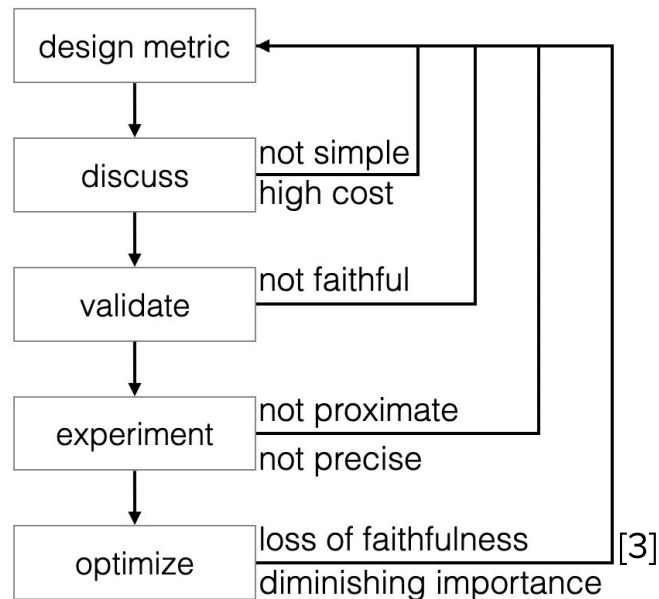 design metric
discuss
not simple
high cost
validate
not faithful
experiment
not proximate
not precise
optimize
loss of faithfulness
[3]
diminishing importance